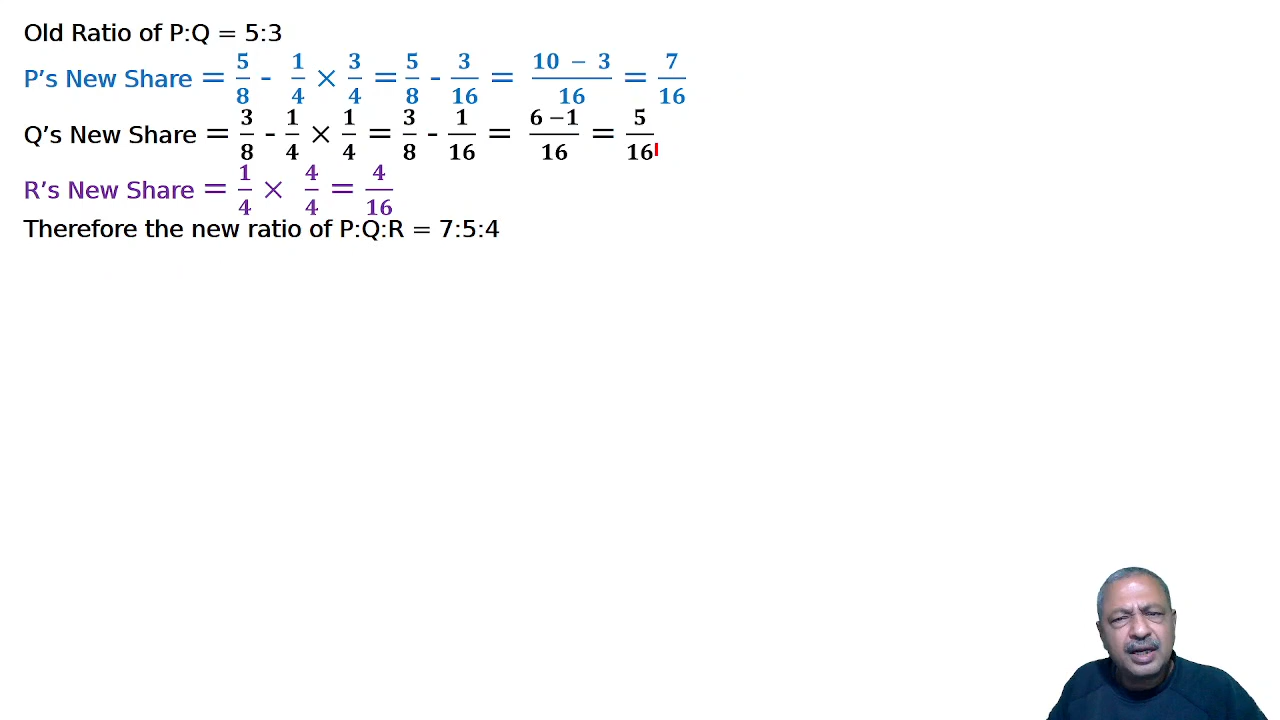 Old Ratio of P:Q = 5:3
P’s New Share = 5/8 - 1/4 × 3/4 = 5/8 - 3/16 = (10 − 3)/16 = 7/16
Q’s New Share = 3/8 - 1/4 × 1/4 = 3/8 - 1/16 = (6 −1)/16 = 5/16
R’s New Share = 1/4 × 4/4 = 4/16
Therefore the new ratio of P:Q:R = 7:5:4